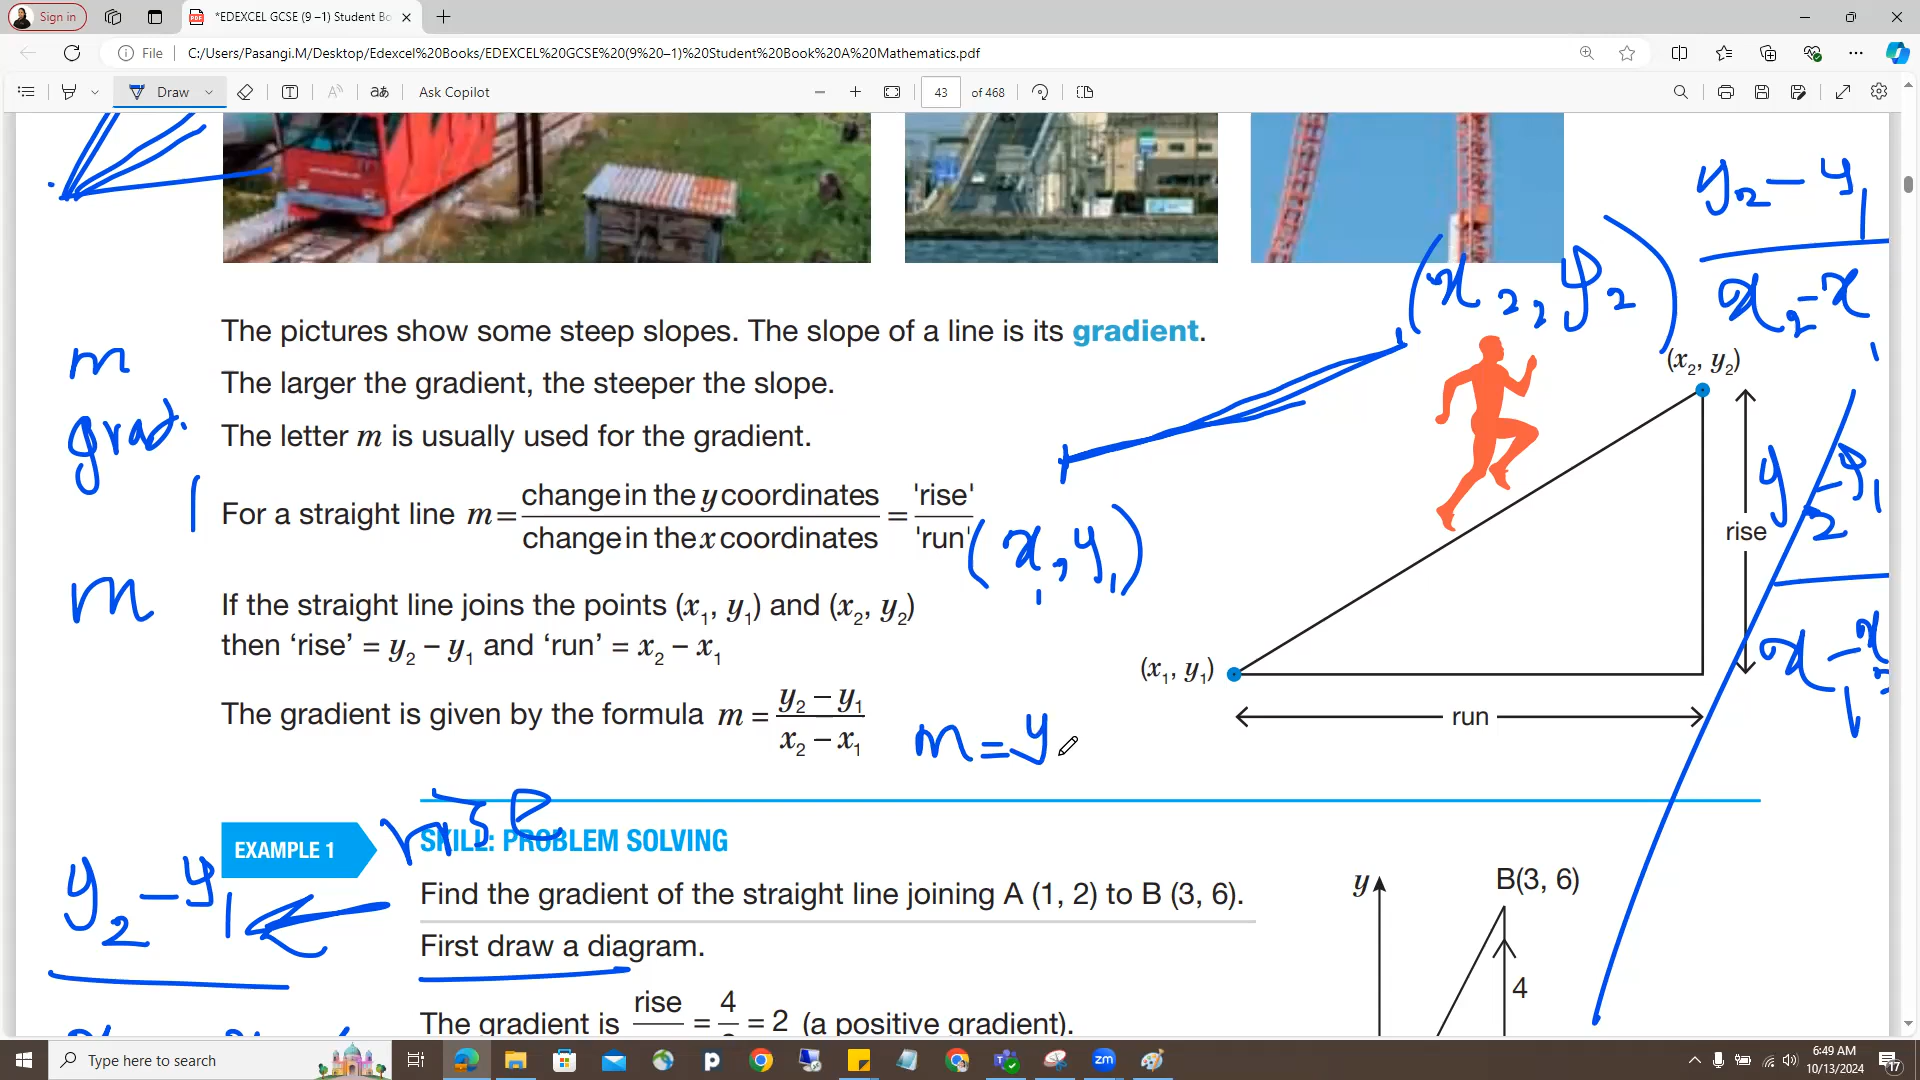 Sign in
*EDEXCEL GCSE (9 –1) Student Bo
File
C:/Users/Pasangi.M/Desktop/Edexcel%20Books/EDEXCEL%20GCSE%20(9%20–1)%20Student%20Book%20A%20Mathematics.pdf
Draw
aあ
Ask Copilot
43 of 468
y₂ – y₁
x₂ – x₁
(x₂, y₂)
(x₂, y₂)
The pictures show some steep slopes. The slope of a line is its gradient.
The larger the gradient, the steeper the slope.
The letter m is usually used for the gradient.
m
grad.
For a straight line m = change in the y coordinates / change in the x coordinates = 'rise' / 'run'
(x₁, y₁)
rise
y₂ – y₁
m
If the straight line joins the points (x₁, y₁) and (x₂, y₂)
then ‘rise’ = y₂ – y₁ and ‘run’ = x₂ – x₁
(x₁, y₁)
run
The gradient is given by the formula m = y₂ – y₁ / x₂ – x₁
m = y
rise
EXAMPLE 1
SKILL: PROBLEM SOLVING
y₂ – y₁
Find the gradient of the straight line joining A (1, 2) to B (3, 6).
First draw a diagram.
The gradient is rise = 4 = 2 (a positive gradient).
y
B(3, 6)
4
Type here to search
zm
6:49 AM
10/13/2024
17